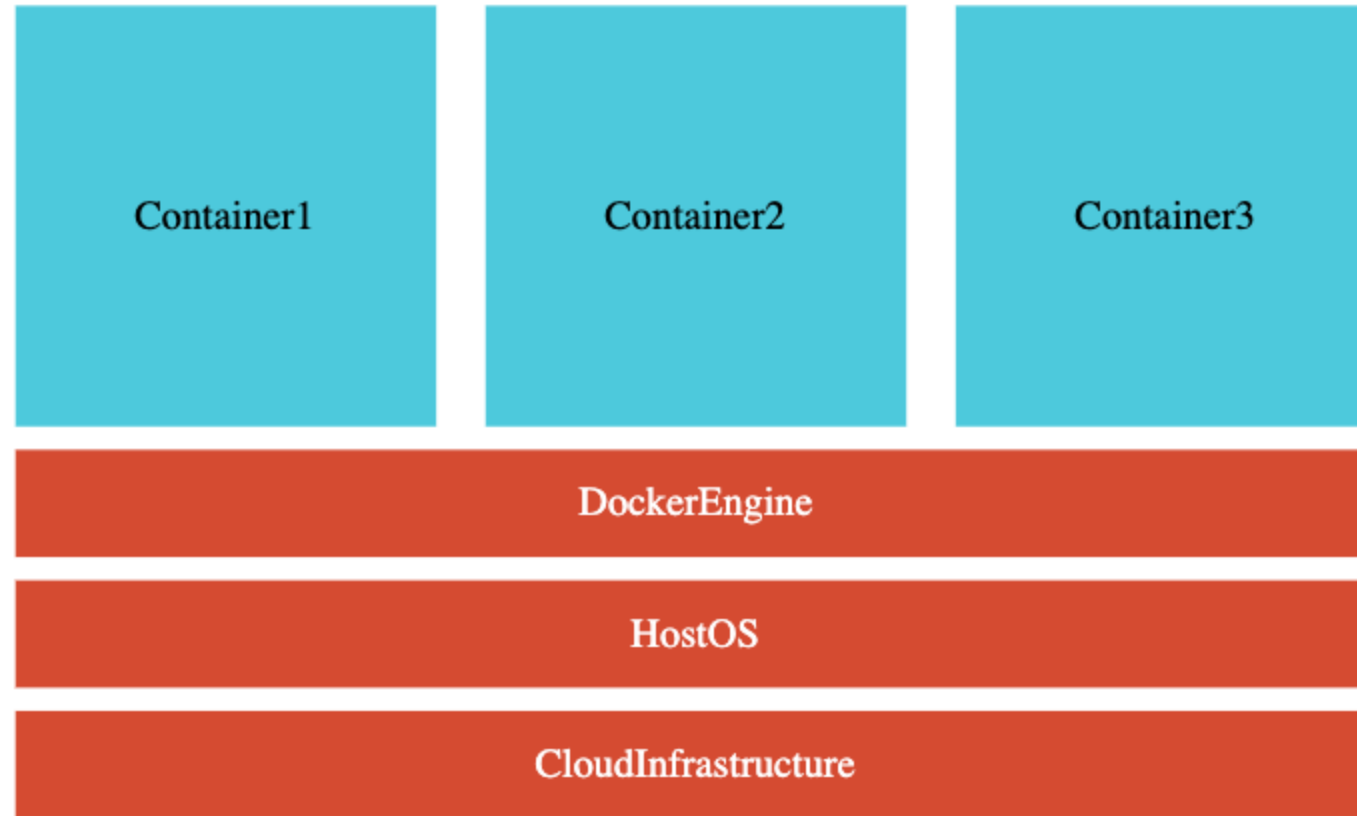 Container1
Container2
Container3
DockerEngine
HostOS
CloudInfrastructure